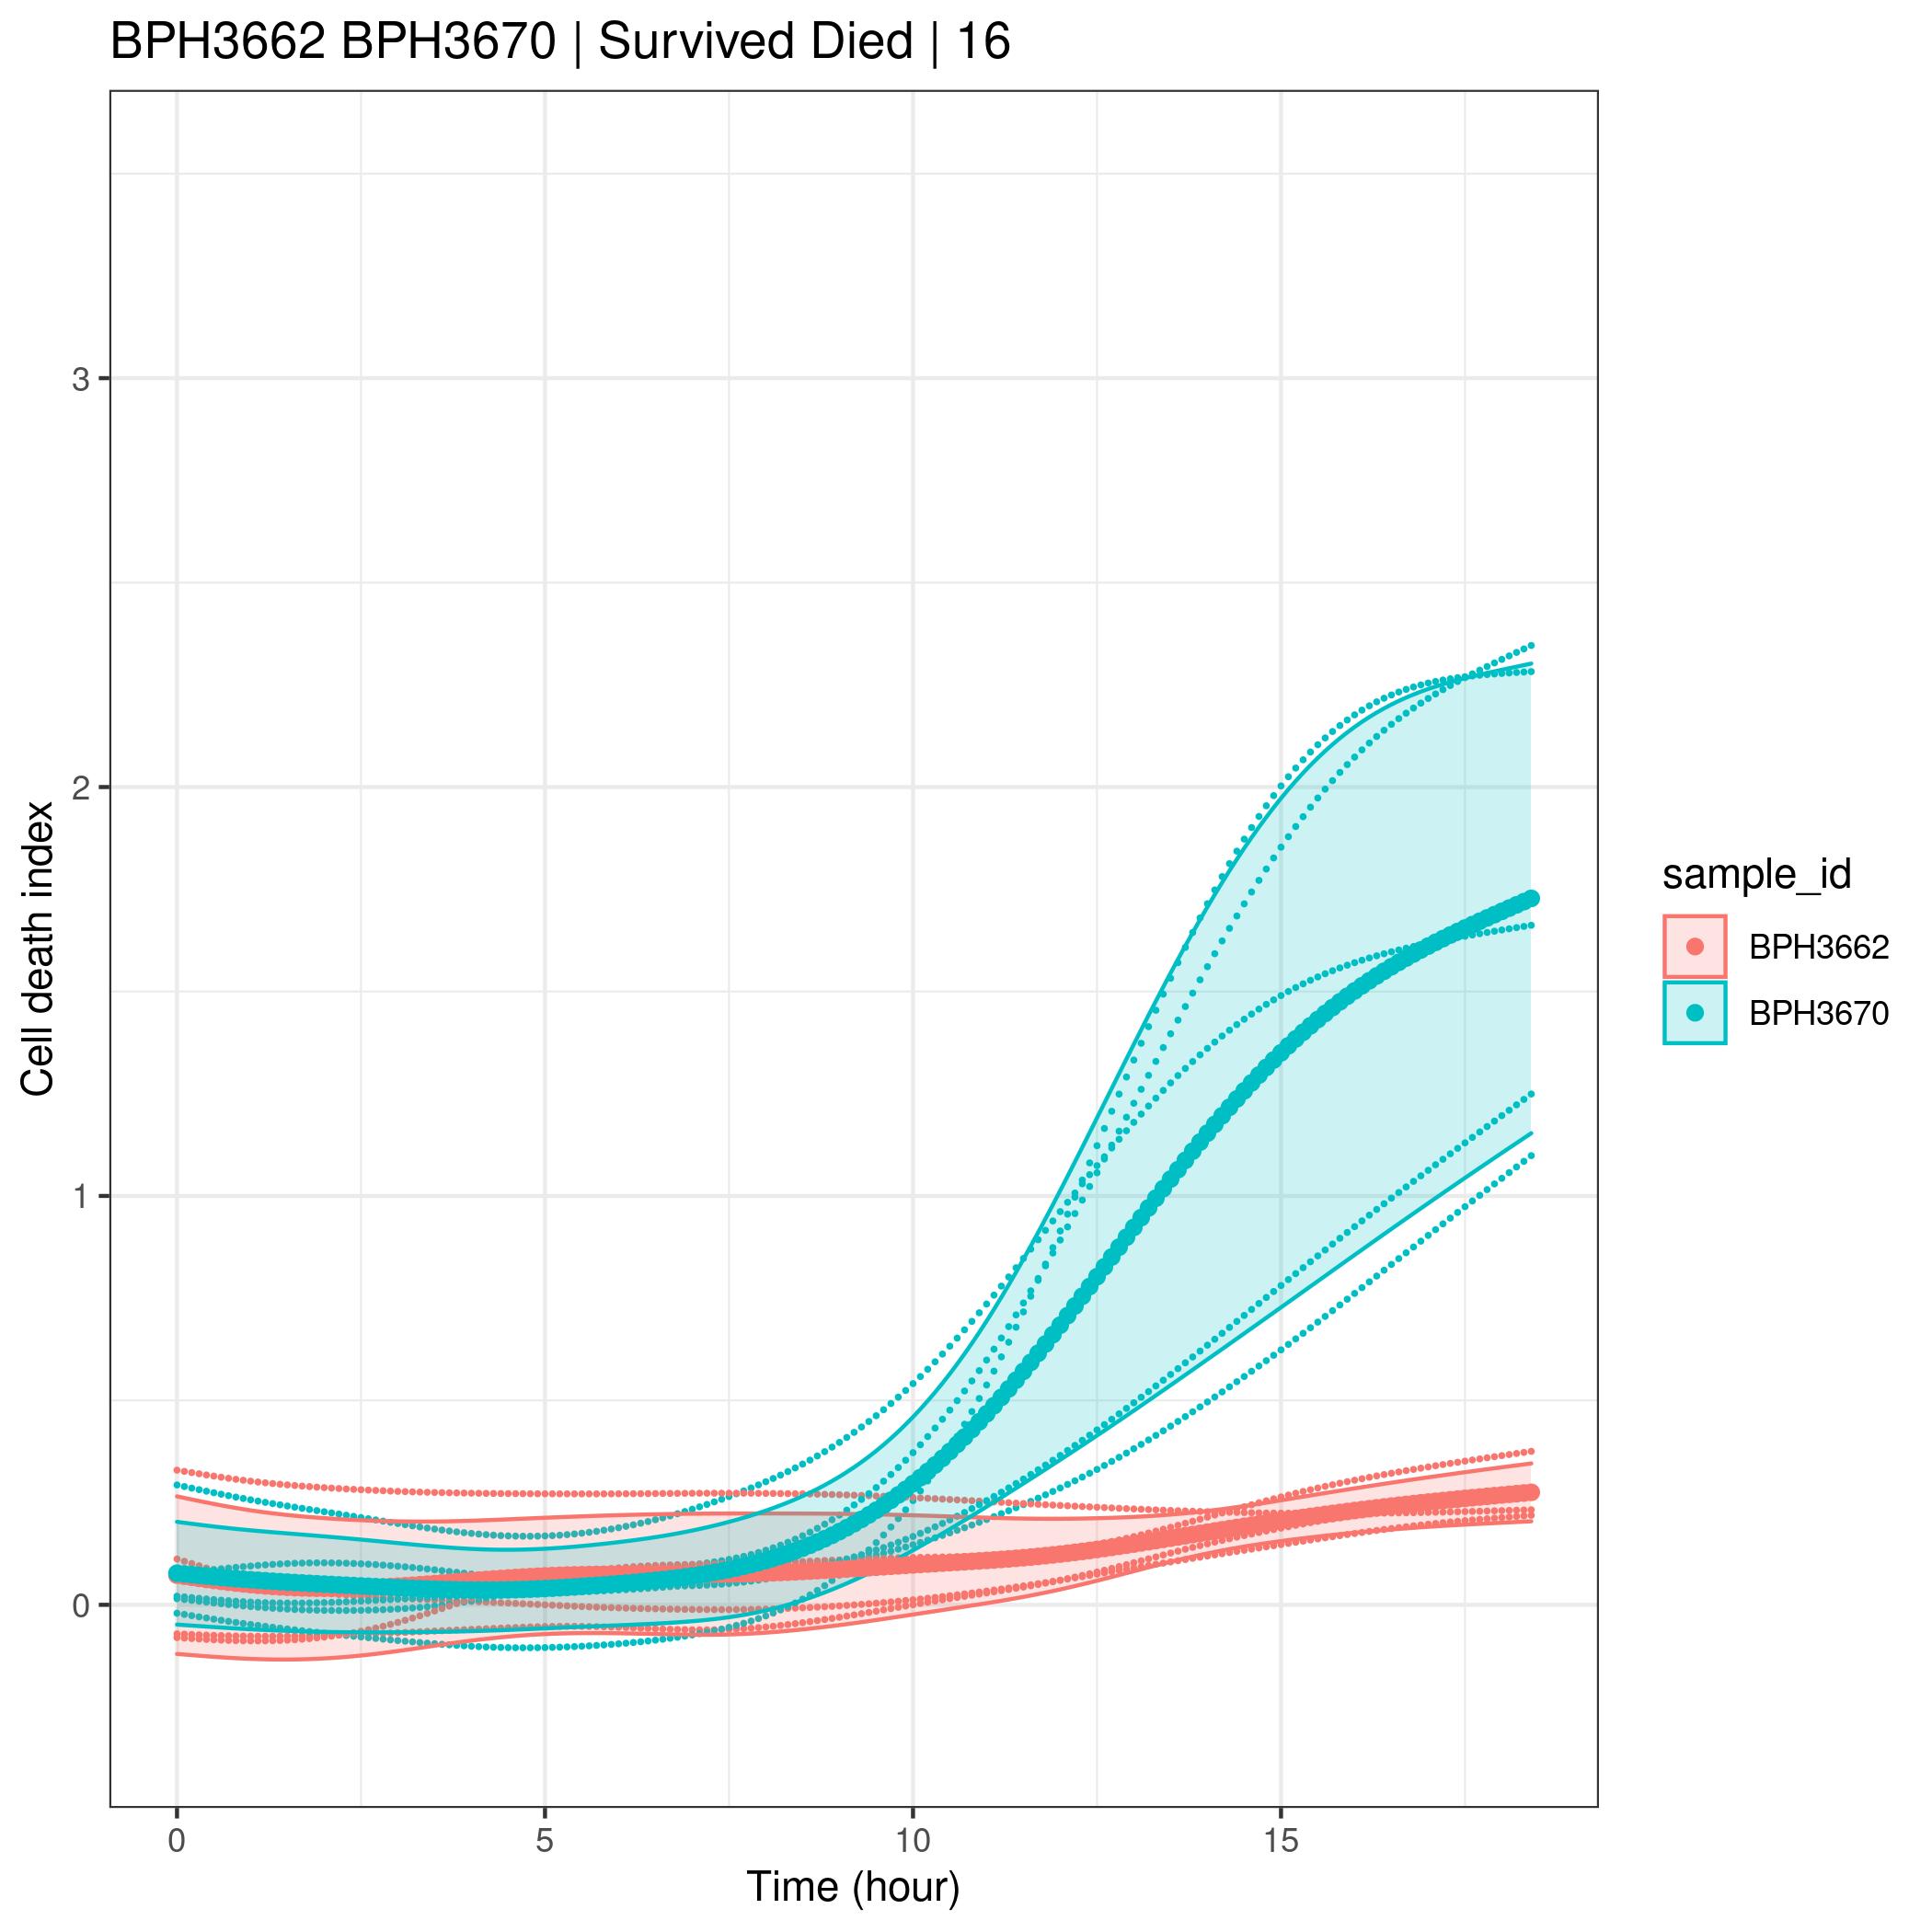 BPH3662 BPH3670 | Survived Died | 16
Cell death index
3
2
1
0
0 5 10 15
Time (hour)
sample_id
BPH3662
BPH3670